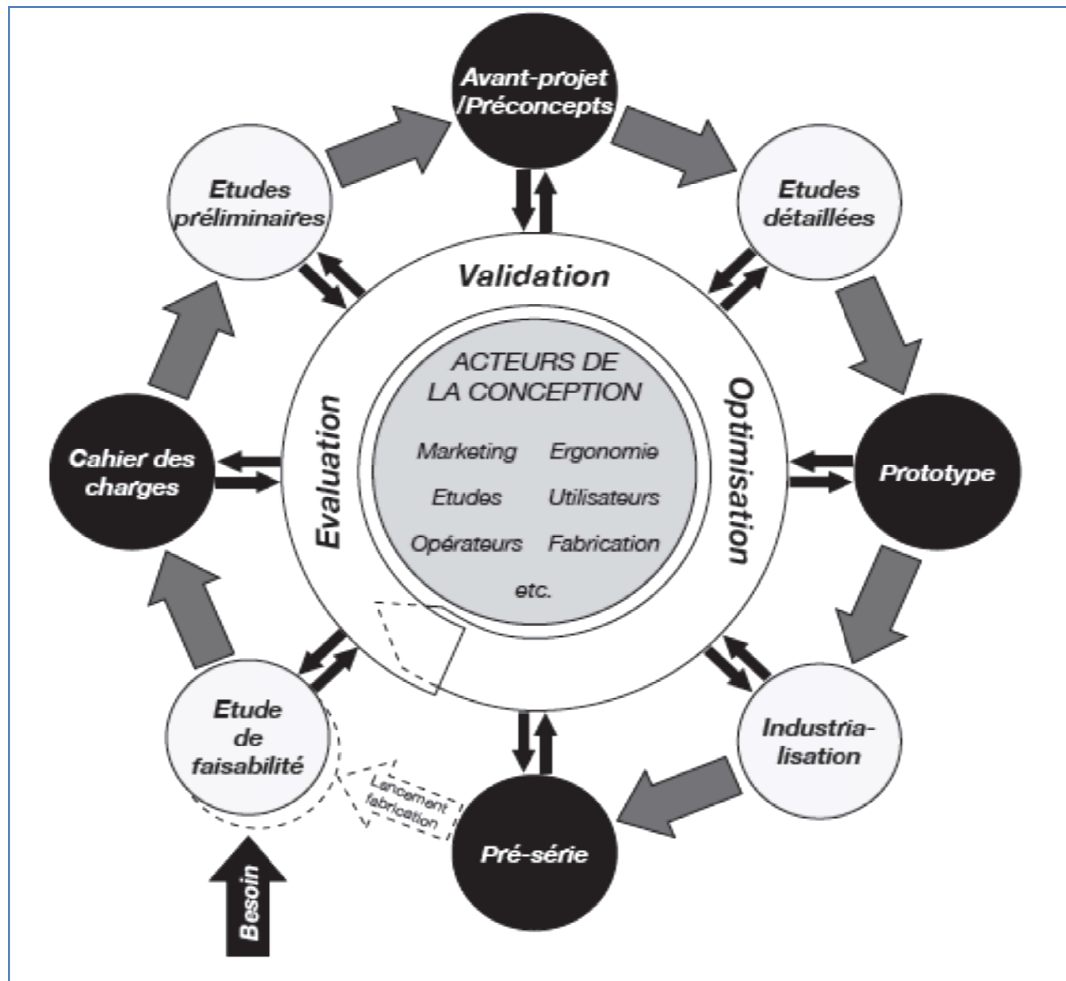 Avant-projet
/Préconcepts
Etudes
préliminaires
Etudes
détaillées
Validation
ACTEURS DE
LA CONCEPTION
Marketing Ergonomie
Etudes Utilisateurs
Opérateurs Fabrication
etc.
Evaluation
Optimisation
Cahier des
charges
Prototype
Etude
de
faisabilité
Industria-
lisation
Lancement
fabrication
Pré-série
Besoin